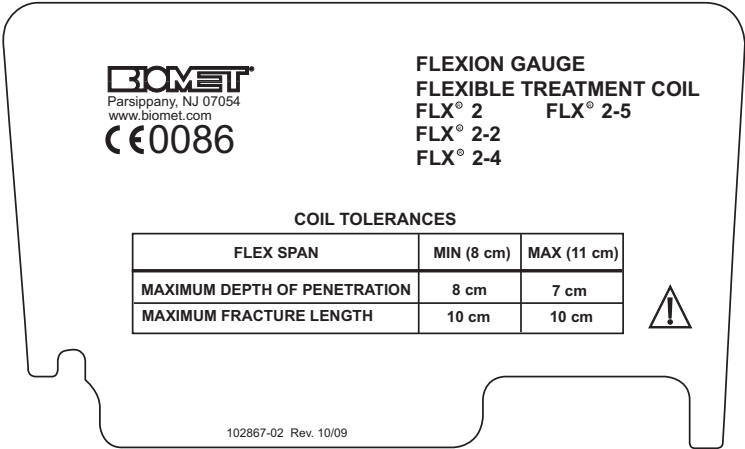 BIOMET®
Parsippany, NJ 07054
www.biomet.com
CE0086
FLEXION GAUGE
FLEXIBLE TREATMENT COIL
FLX® 2 FLX® 2-5
FLX® 2-2
FLX® 2-4
COIL TOLERANCES
FLEX SPAN MIN (8 cm) MAX (11 cm)
MAXIMUM DEPTH OF PENETRATION 8 cm 7 cm
MAXIMUM FRACTURE LENGTH 10 cm 10 cm
102867-02 Rev. 10/09